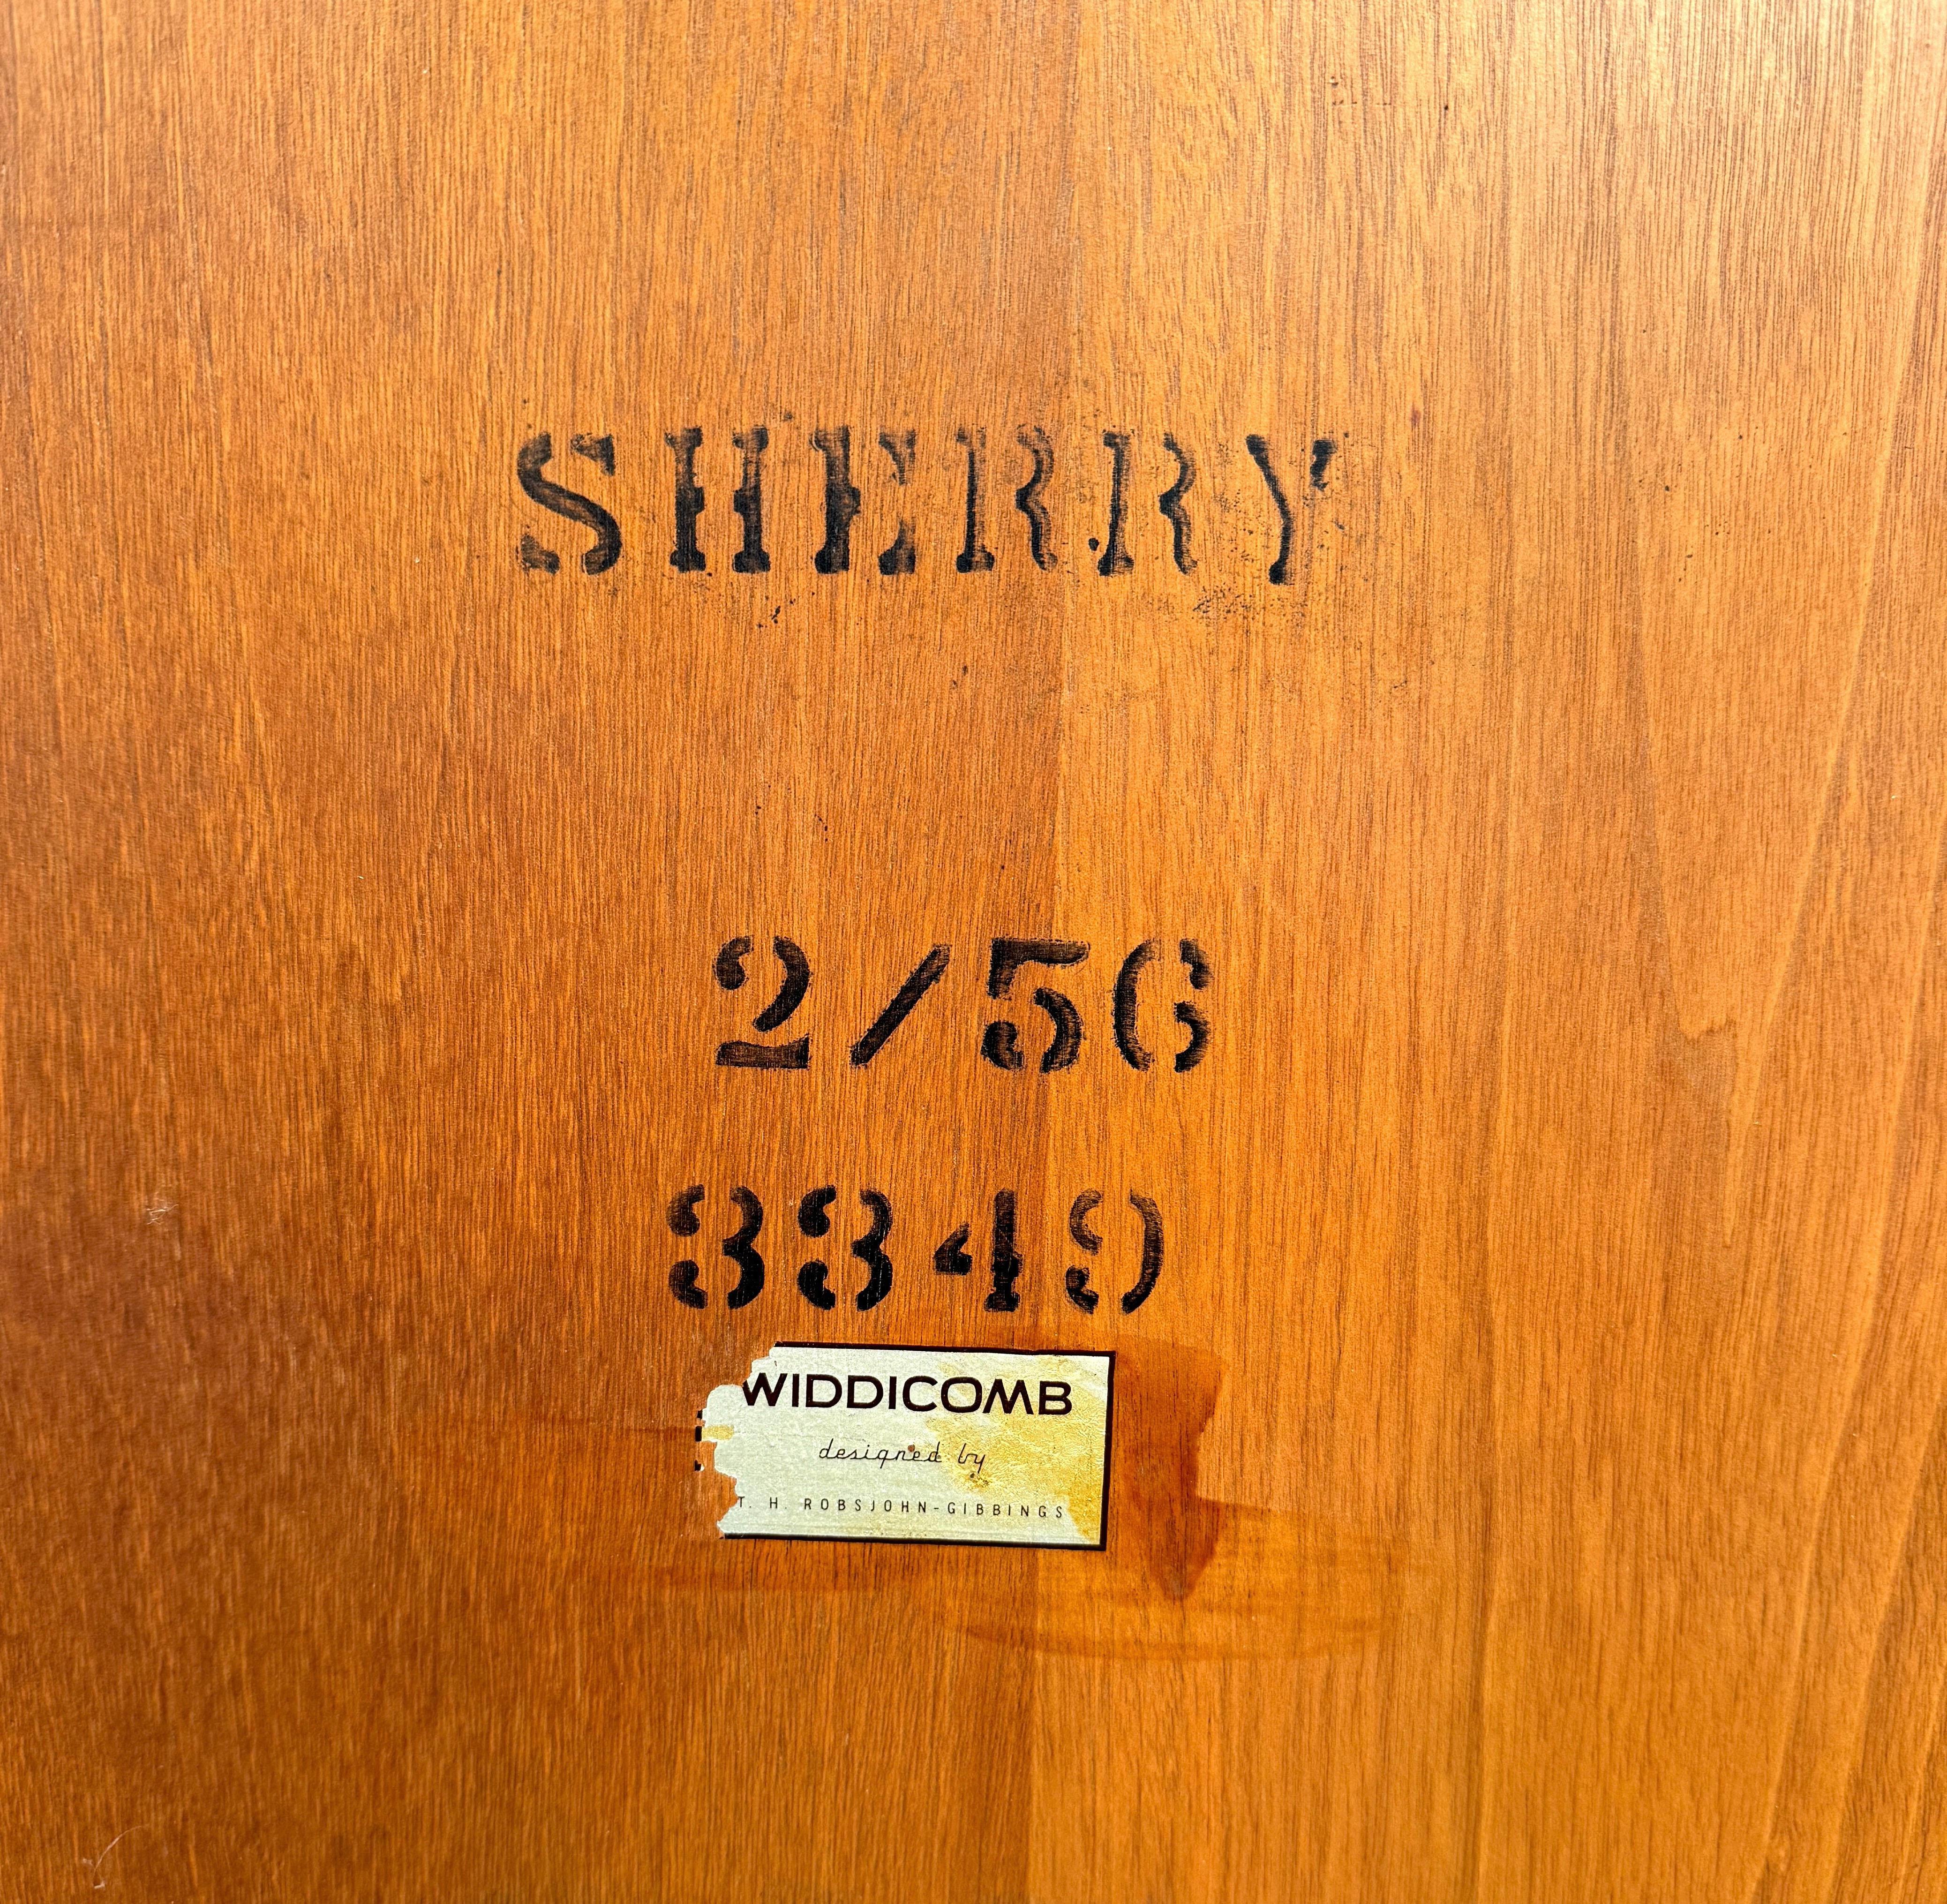 SHERRY
2/56
3349
WIDDICOMB
designed by
T. H. ROBSJOHN-GIBBINGS